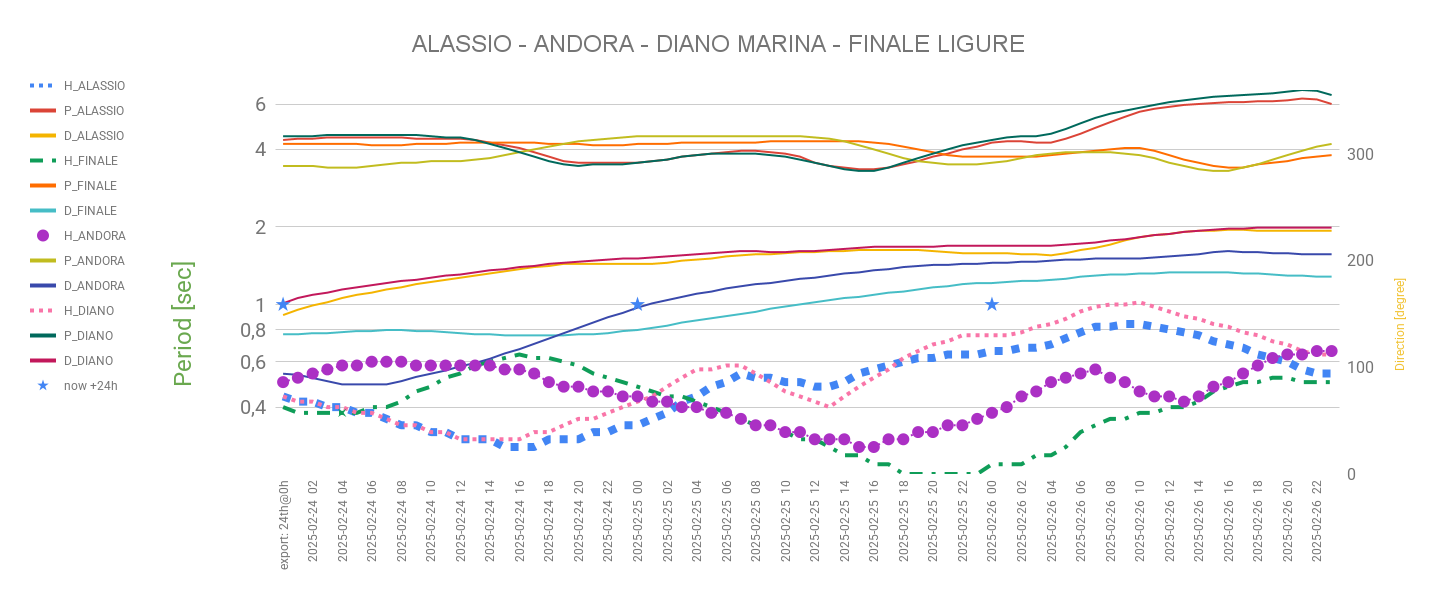 ALASSIO - ANDORA - DIANO MARINA - FINALE LIGURE
H_ALASSIO
P_ALASSIO
D_ALASSIO
H_FINALE
P_FINALE
D_FINALE
H_ANDORA
P_ANDORA
D_ANDORA
H_DIANO
P_DIANO
D_DIANO
now +24h
Period [sec]
6
4
2
1
0,8
0,6
0,4
300
200
100
0
Direction [degree]
export: 24th@0h
2025-02-24 02
2025-02-24 04
2025-02-24 06
2025-02-24 08
2025-02-24 10
2025-02-24 12
2025-02-24 14
2025-02-24 16
2025-02-24 18
2025-02-24 20
2025-02-24 22
2025-02-25 00
2025-02-25 02
2025-02-25 04
2025-02-25 06
2025-02-25 08
2025-02-25 10
2025-02-25 12
2025-02-25 14
2025-02-25 16
2025-02-25 18
2025-02-25 20
2025-02-25 22
2025-02-26 00
2025-02-26 02
2025-02-26 04
2025-02-26 06
2025-02-26 08
2025-02-26 10
2025-02-26 12
2025-02-26 14
2025-02-26 16
2025-02-26 18
2025-02-26 20
2025-02-26 22